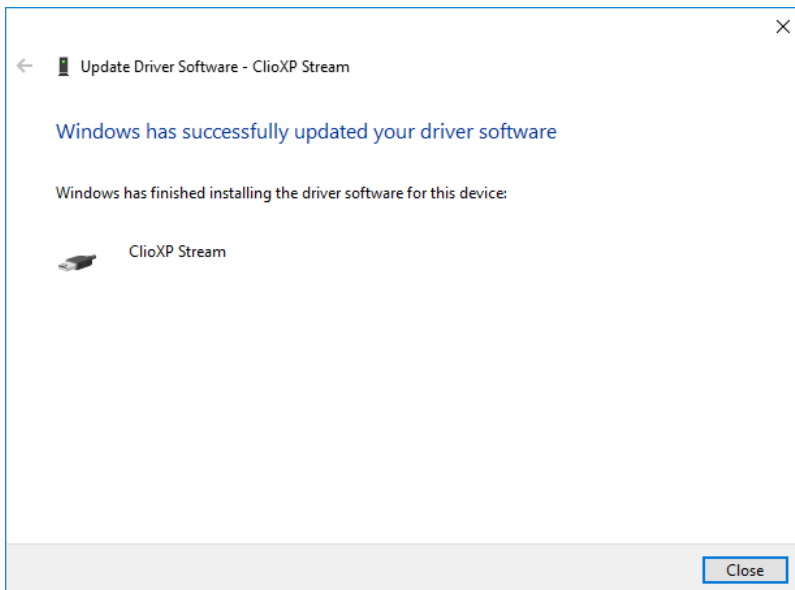 Update Driver Software - ClioXP Stream
Windows has successfully updated your driver software
Windows has finished installing the driver software for this device:
ClioXP Stream
Close